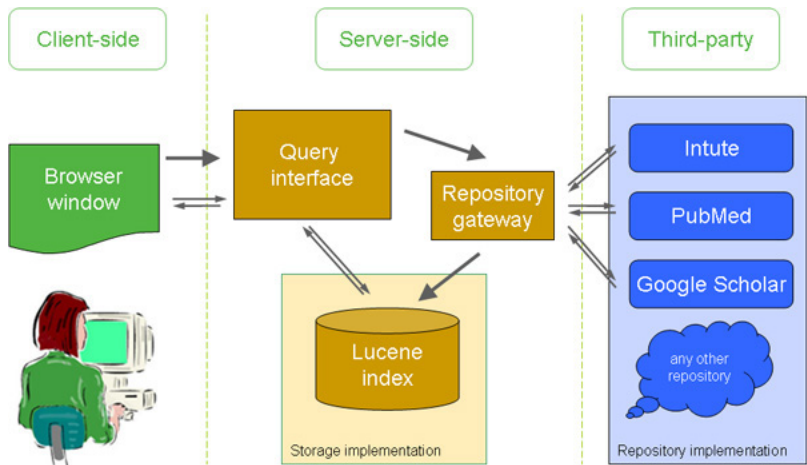 Client-side
Server-side
Third-party
Browser
window
Query
interface
Repository
gateway
Intute
PubMed
Google Scholar
any other
repository
Lucene
index
Storage implementation
Repository implementation